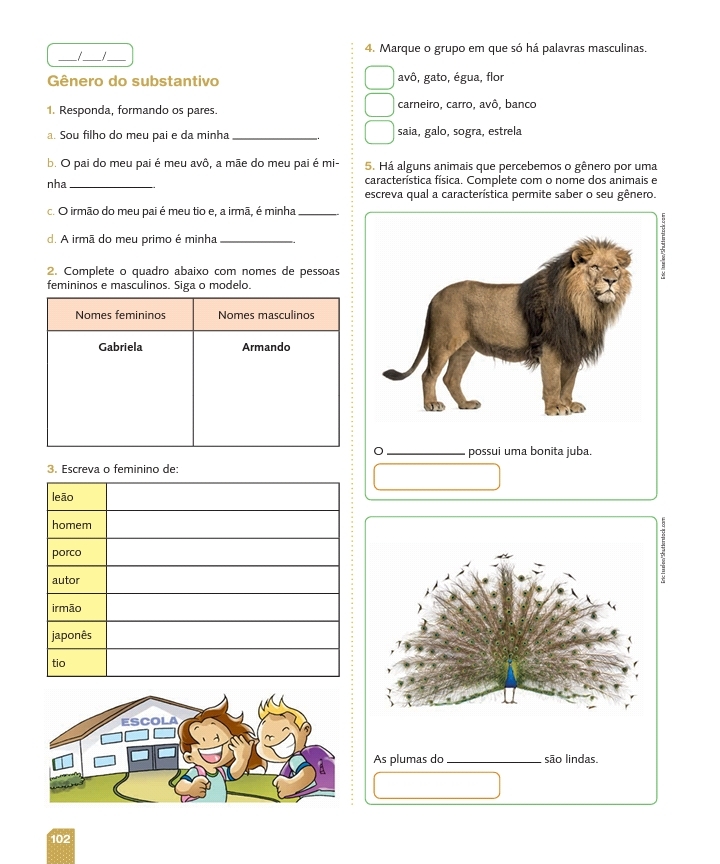 ___/___/___
Gênero do substantivo
1. Responda, formando os pares.
a. Sou filho do meu pai e da minha ______________.
b. O pai do meu pai é meu avô, a mãe do meu pai é mi-
nha ______________.
c. O irmão do meu pai é meu tio e, a irmã, é minha ______.
d. A irmã do meu primo é minha ____________.
2. Complete o quadro abaixo com nomes de pessoas
femininos e masculinos. Siga o modelo.
Nomes femininos Nomes masculinos
Gabriela Armando
3. Escreva o feminino de:
leão
homem
porco
autor
irmão
japonês
tio
ESCOLA
102
4. Marque o grupo em que só há palavras masculinas.
avô, gato, égua, flor
carneiro, carro, avô, banco
saia, galo, sogra, estrela
5. Há alguns animais que percebemos o gênero por uma
característica física. Complete com o nome dos animais e
escreva qual a característica permite saber o seu gênero.
Eric Isselee/Shutterstock.com
O _____________ possui uma bonita juba.
Eric Isselee/Shutterstock.com
As plumas do ________________ são lindas.